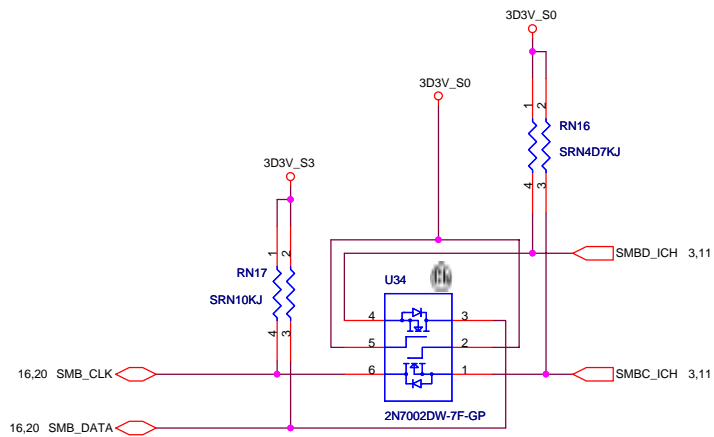 3D3V_S0
3D3V_S0
1
2
RN16
SRN4D7KJ
4
3
3D3V_S3
1
2
RN17
SRN10KJ
4
3
SMBD_ICH 3,11
U34
4
3
5
2
6
1
16,20 SMB_CLK
SMBC_ICH 3,11
2N7002DW-7F-GP
16,20 SMB_DATA